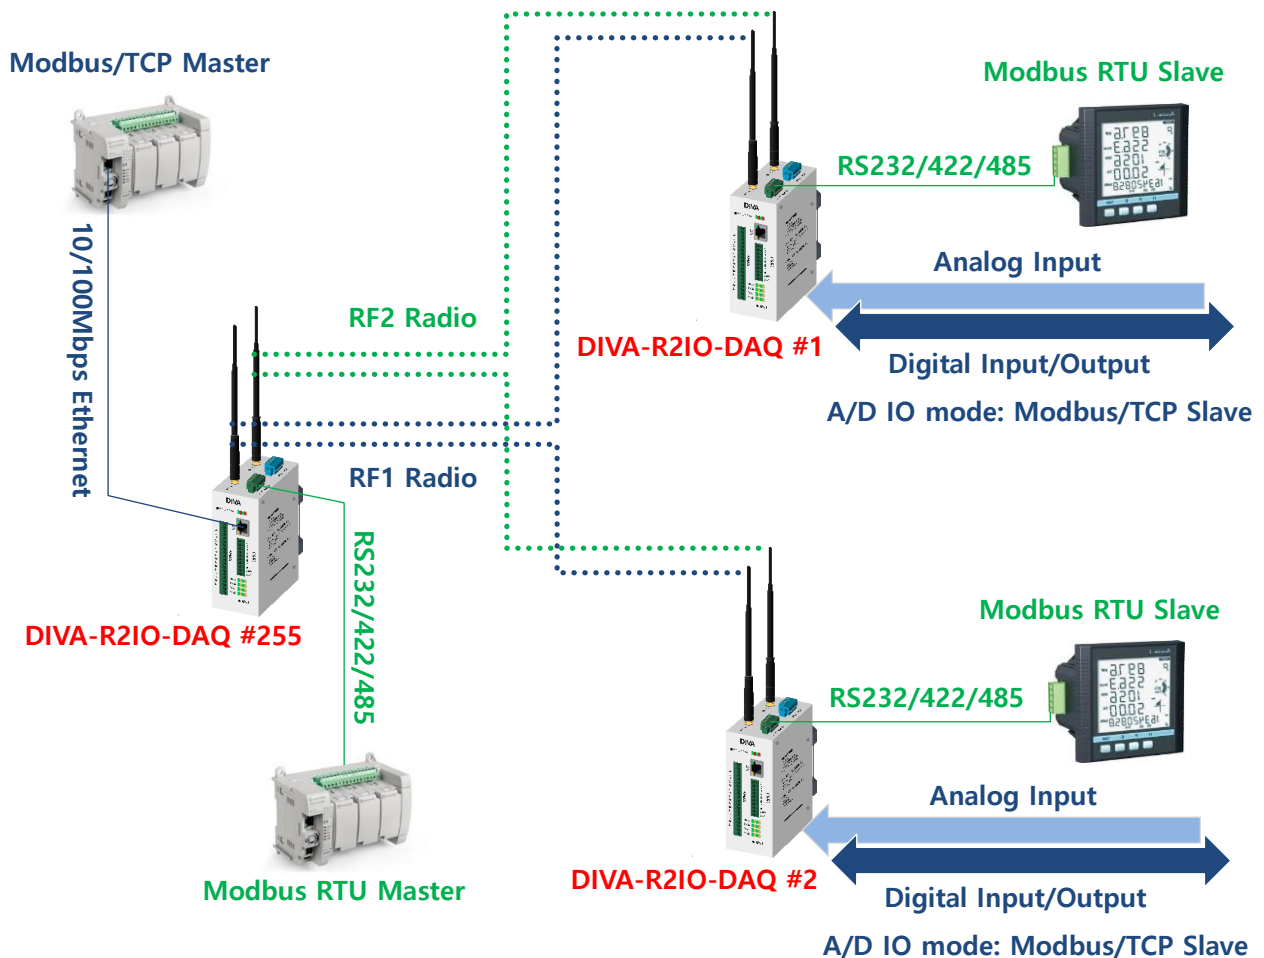 Modbus/TCP Master
10/100Mbps Ethernet
RF2 Radio
RF1 Radio
DIVA
DIVA-R2IO-DAQ #255
RS232/422/485
Modbus RTU Master
Modbus RTU Slave
RS232/422/485
DIVA
Analog Input
DIVA-R2IO-DAQ #1
Digital Input/Output
A/D IO mode: Modbus/TCP Slave
Modbus RTU Slave
RS232/422/485
DIVA
Analog Input
DIVA-R2IO-DAQ #2
Digital Input/Output
A/D IO mode: Modbus/TCP Slave